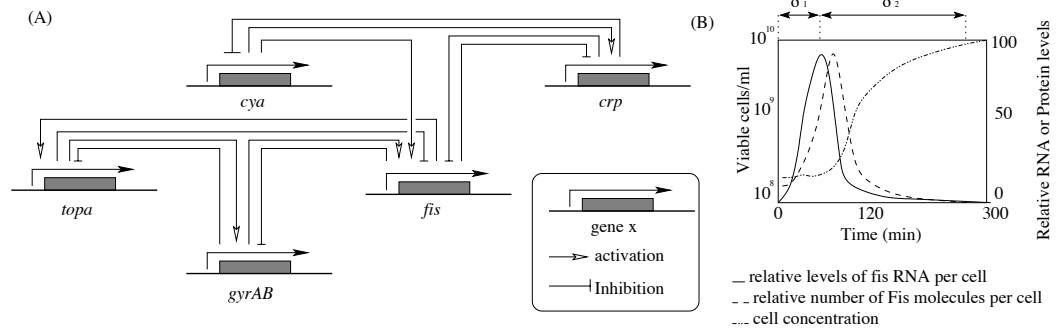 (A)
cya
crp
topa
fis
gyrAB
gene x
activation
Inhibition
(B)
σ 1
σ 2
10^10
10^9
10^8
Viable cells/ml
100
50
0
Relative RNA or Protein levels
0
120
300
Time (min)
relative levels of fis RNA per cell
relative number of Fis molecules per cell
cell concentration